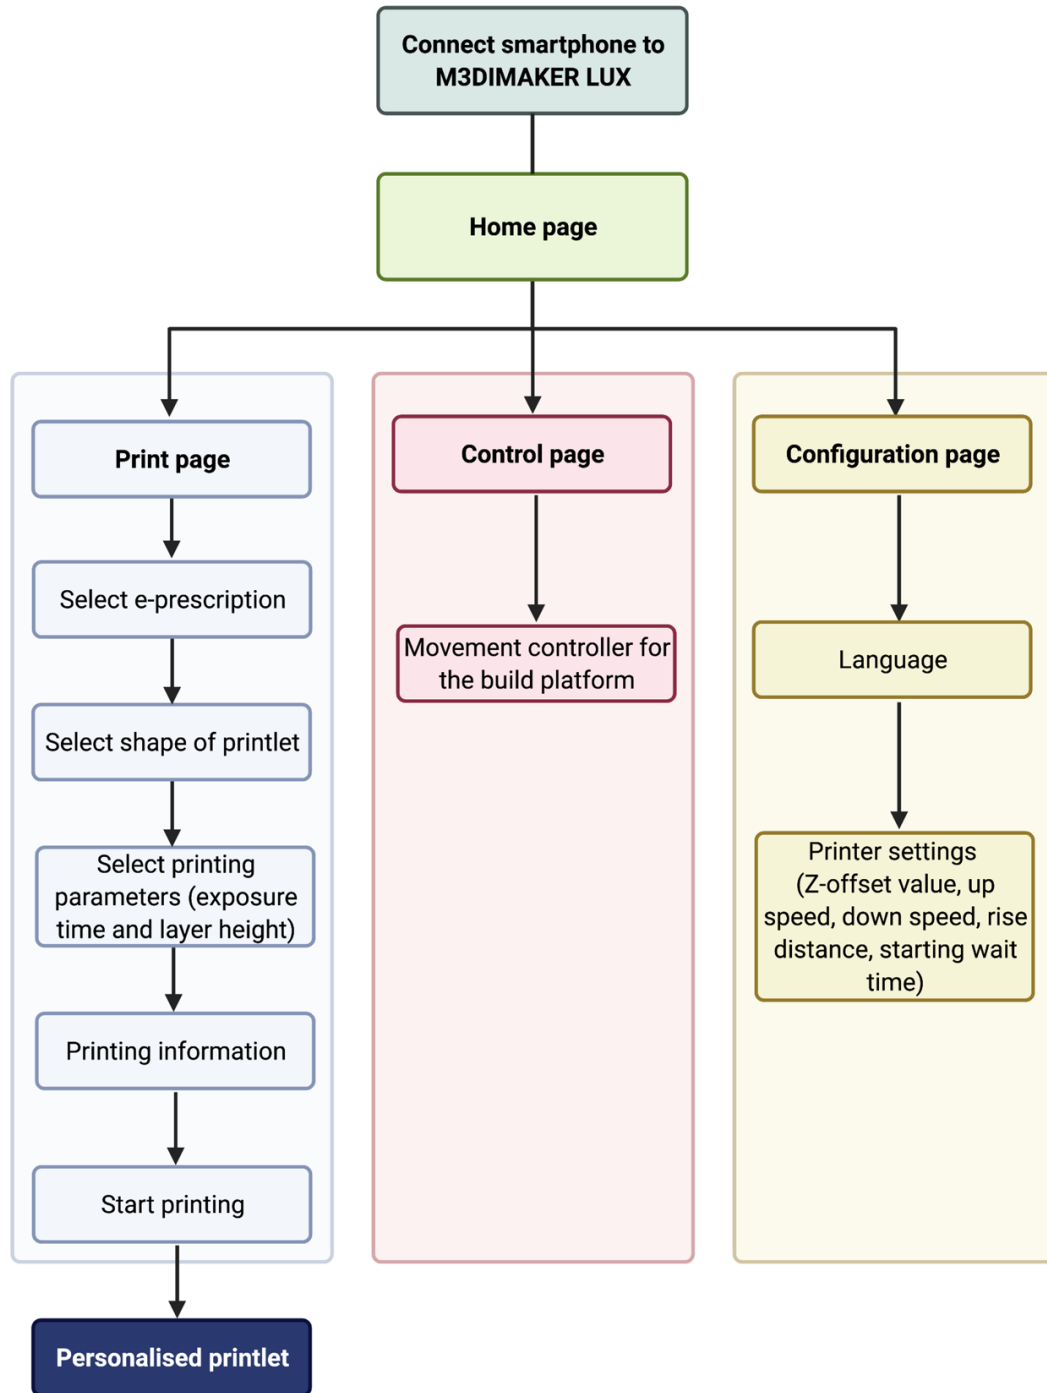 Connect smartphone to
M3DIMAKER LUX
Home page
Print page
Select e-prescription
Select shape of printlet
Select printing
parameters (exposure
time and layer height)
Printing information
Start printing
Personalised printlet
Control page
Movement controller for
the build platform
Configuration page
Language
Printer settings
(Z-offset value, up
speed, down speed, rise
distance, starting wait
time)